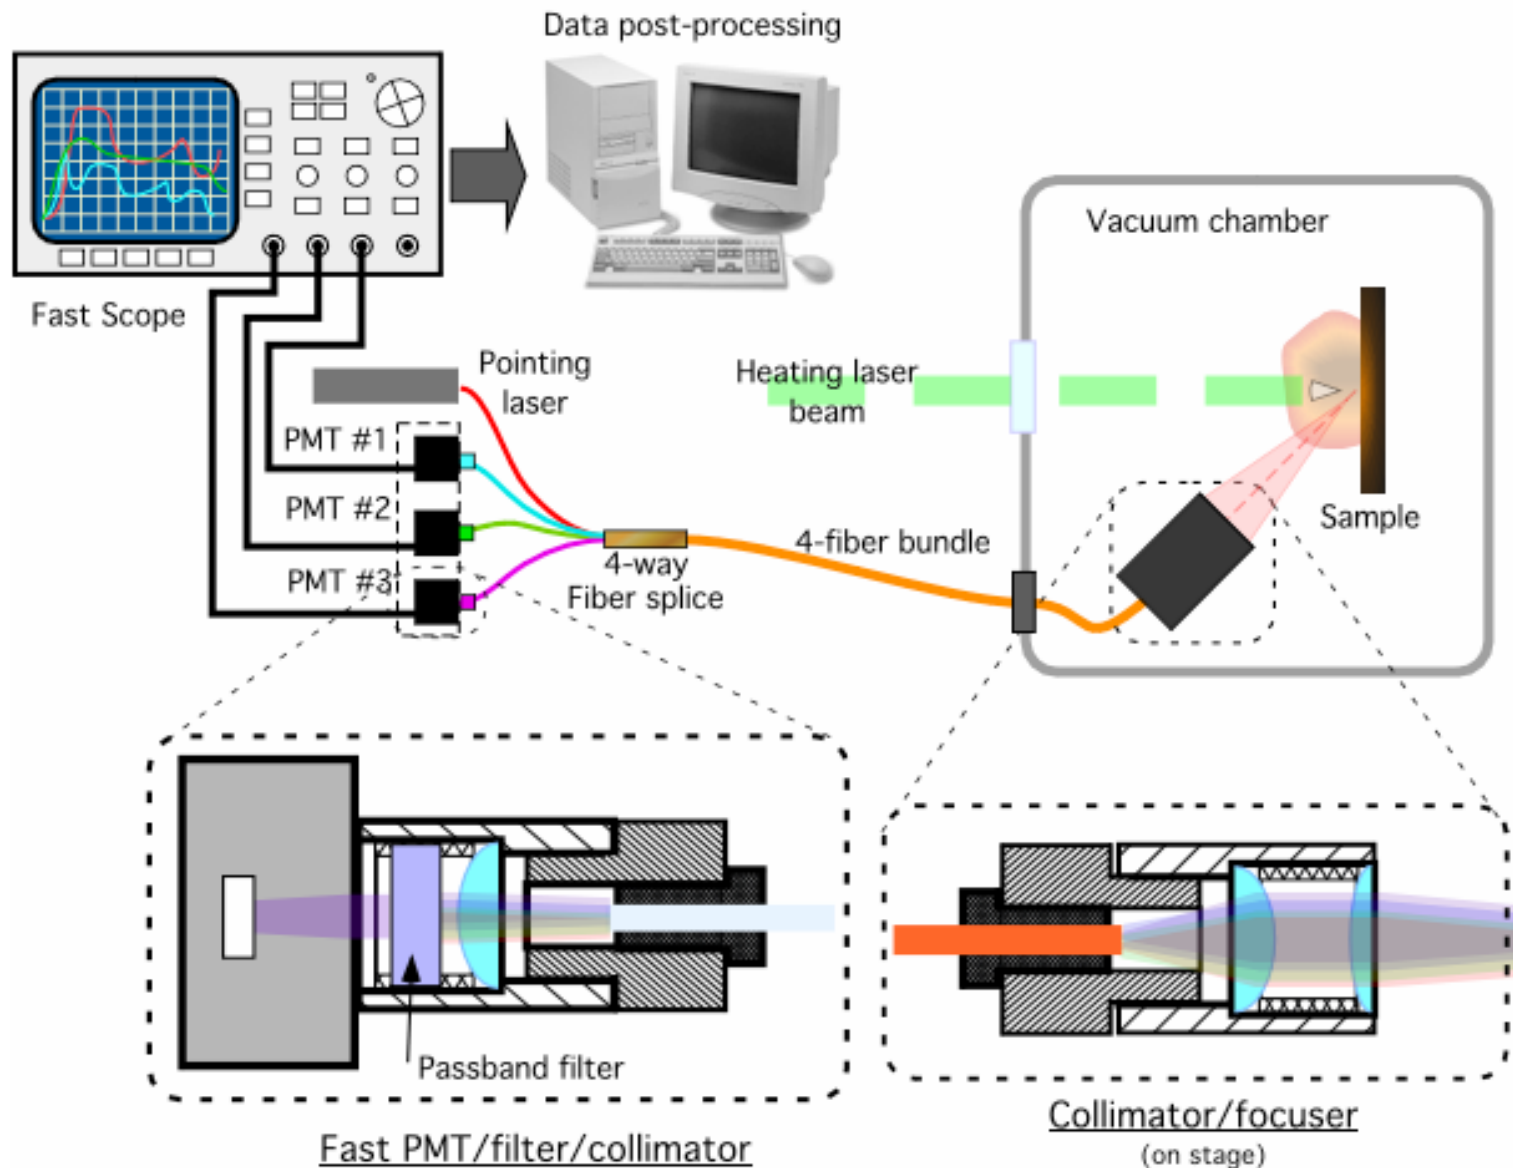 Data post-processing
Fast Scope
Vacuum chamber
Pointing
laser
Heating laser
beam
PMT #1
PMT #2
PMT #3
4-way
Fiber splice
4-fiber bundle
Sample
Passband filter
Fast PMT/filter/collimator
Collimator/focuser
(on stage)